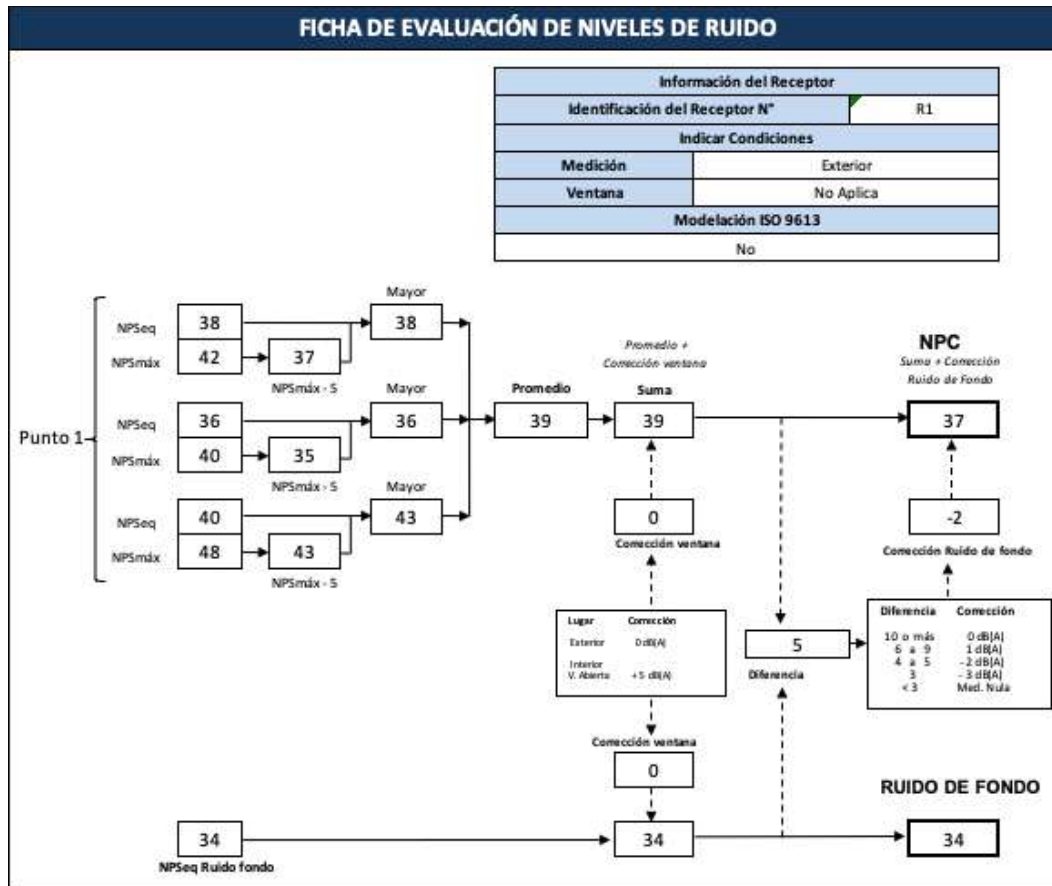 FICHA DE EVALUACIÓN DE NIVELES DE RUIDO
Información del Receptor
Identificación del Receptor N° R1
Indicar Condiciones
Medición Exterior
Ventana No Aplica
Modelación ISO 9613
No
Punto 1
NPSeq 38
NPSmáx 42
37
NPSmáx - 5
Mayor
38
NPSeq 36
NPSmáx 40
35
NPSmáx - 5
Mayor
36
NPSeq 40
NPSmáx 48
43
NPSmáx - 5
Mayor
43
Promedio
39
Promedio +
Corrección ventana
Suma
39
NPC
Suma + Corrección
Ruido de Fondo
37
0
Corrección ventana
-2
Corrección Ruido de fondo
Lugar Corrección
Exterior 0 dB(A)
Interior
V. Abierta +5 dB(A)
5
Diferencia
Diferencia Corrección
10 o más 0 dB(A)
6 a 9 1 dB(A)
4 a 5 - 2 dB(A)
3 - 3 dB(A)
< 3 Med. Nula
Corrección ventana
0
RUIDO DE FONDO
34
NPSeq Ruido fondo
34
34